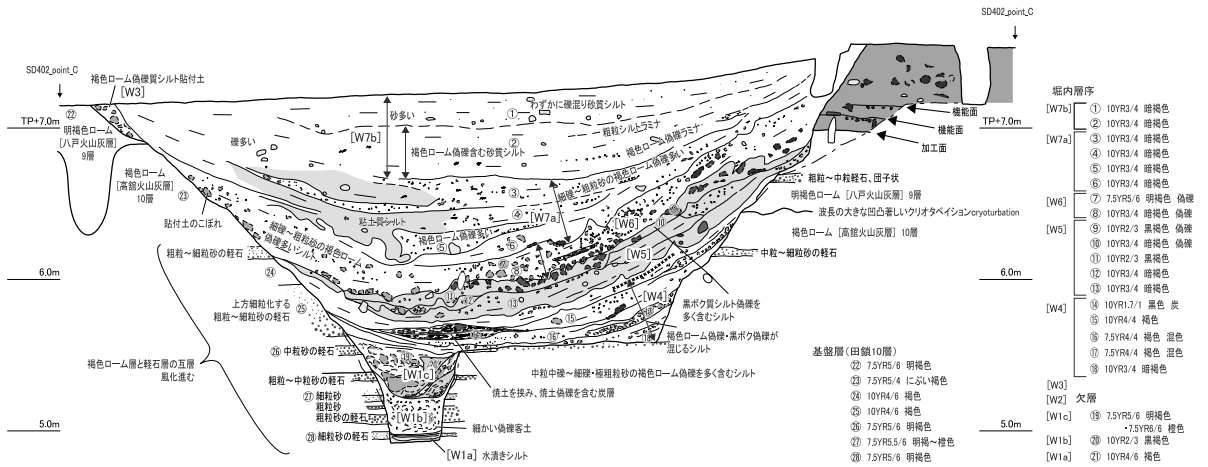 SD402_point_C
SD402_point_C
褐色ローム偽礫質シルト貼付土
[W3]
㉒
TP+7.0m
明褐色ローム
[八戸火山灰層]
9層
褐色ローム
[高舘火山灰層]
10層
㉓
貼付土のこぼれ
粗粒～細粒砂の軽石
6.0m
㉔
上方細粒化する
粗粒～細粒砂の軽石
㉕
褐色ローム層と軽石層の互層
風化進む
㉖ 中粒砂の軽石
粗粒～中粒砂の軽石
㉗ 細粒砂
粗粒砂
粗粒砂の軽石
5.0m
㉘ 細粒砂の軽石
砂多い
礫多い
[W7b]
① わずかに礫混り砂質シルト
②
粗粒シルトラミナ
褐色ローム偽礫含む砂質シルト
褐色ローム偽礫ラミナ
細礫～粗粒砂の褐色ローム偽礫多い
③
粘土質シルト
④
[W7a]
褐色ローム偽礫多い
⑤
⑥
[W6]
細礫～粗粒砂の褐色ローム
偽礫多いシルト
⑧
⑩
[W5]
⑪
⑫
⑬
[W4]
⑮
⑯
⑲
[W1c]
[W1b]
[W1a] 水漬きシルト
細かい偽礫客土
焼土を挟み、焼土偽礫を含む炭層
中粒中礫～細礫・極粗粒砂の褐色ローム偽礫を多く含むシルト
褐色ローム偽礫・黒ボク偽礫が
混じるシルト
黒ボク質シルト偽礫を
多く含むシルト
中粒～細粒砂の軽石
褐色ローム [高舘火山灰層] 10層
波長の大きな凹凸著しいクリオタベイションcryoturbation
明褐色ローム [八戸火山灰層] 9層
粗粒～中粒軽石、団子状
加工面
機能面
機能面
TP+7.0m
6.0m
5.0m
基盤層（田鎖10層）
㉒ 7.5YR5/6 明褐色
㉓ 7.5YR5/4 にぶい褐色
㉔ 10YR4/6 褐色
㉕ 10YR4/6 褐色
㉖ 7.5YR5/6 明褐色
㉗ 7.5YR5.5/6 明褐～橙色
㉘ 7.5YR5/6 明褐色
堀内層序
[W7b] ① 10YR3/4 暗褐色
② 10YR3/4 暗褐色
[W7a] ③ 10YR3/4 暗褐色
④ 10YR3/4 暗褐色
⑤ 10YR3/4 暗褐色
⑥ 10YR3/4 暗褐色
[W6] ⑦ 7.5YR5/6 明褐色 偽礫
⑧ 10YR3/4 暗褐色 偽礫
[W5] ⑨ 10YR2/3 黒褐色 偽礫
⑩ 10YR3/4 暗褐色 偽礫
⑪ 10YR2/3 黒褐色
⑫ 10YR3/4 暗褐色
⑬ 10YR3/4 暗褐色
[W4] ⑭ 10YR1.7/1 黒色 炭
⑮ 10YR4/4 褐色
⑯ 7.5YR4/4 褐色 混色
⑰ 7.5YR4/4 褐色 混色
⑱ 10YR3/4 暗褐色
[W3]
[W2] 欠層
[W1c] ⑲ 7.5YR5/6 明褐色
・7.5YR6/6 橙色
[W1b] ⑳ 10YR2/3 黒褐色
[W1a] ㉑ 10YR4/6 褐色